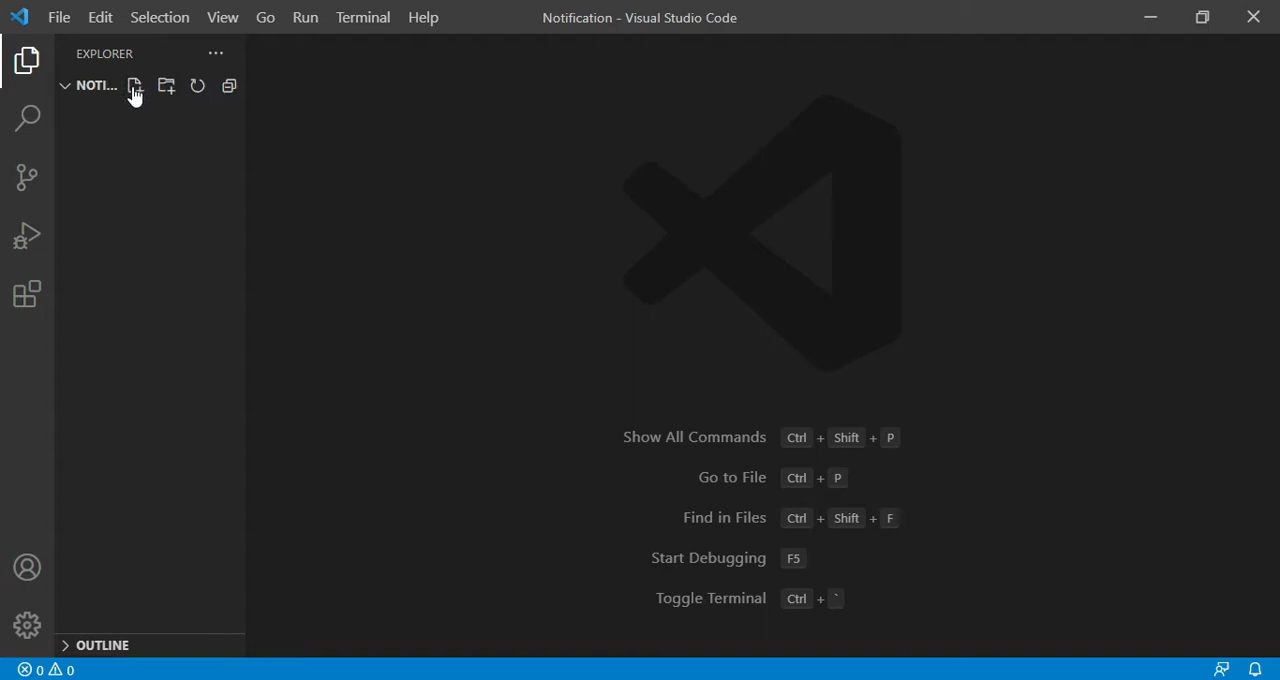 File Edit Selection View Go Run Terminal Help Notification - Visual Studio Code
EXPLORER ···
NOTI...
Show All Commands Ctrl + Shift + P
Go to File Ctrl + P
Find in Files Ctrl + Shift + F
Start Debugging F5
Toggle Terminal Ctrl + `
OUTLINE
0 0